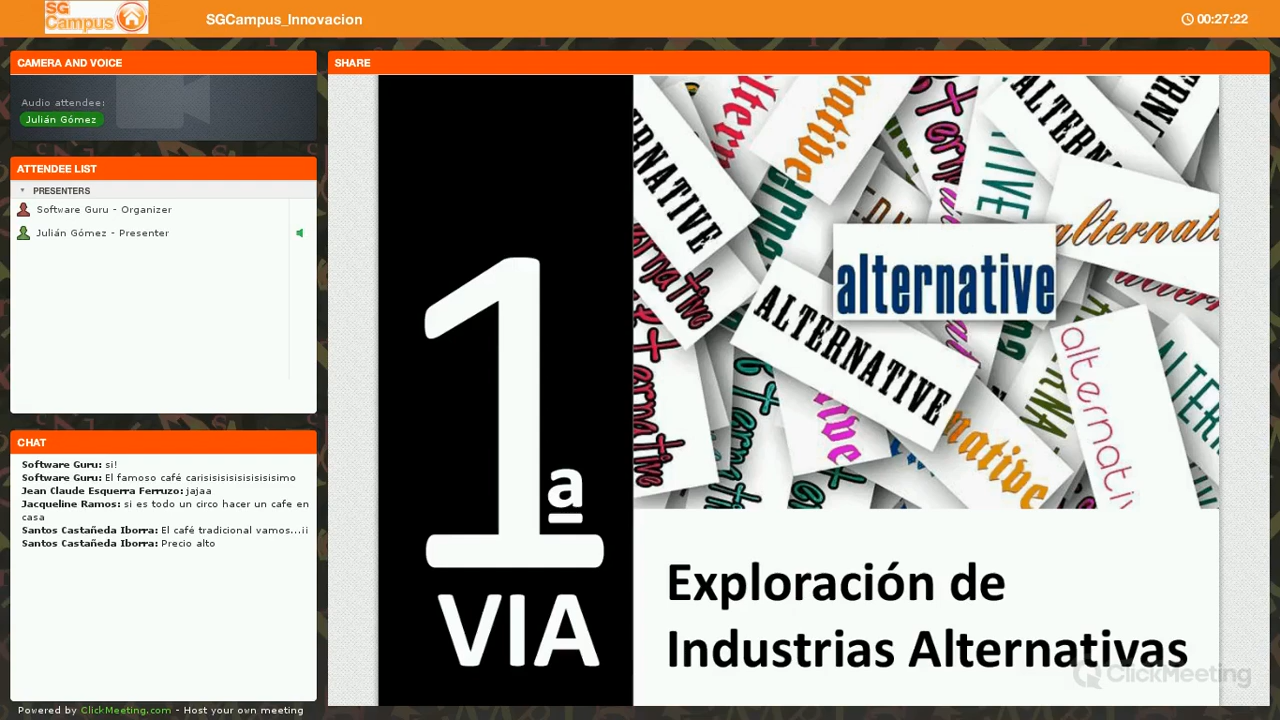 SG
Campus
SGCampus_Innovacion
00:27:22
CAMERA AND VOICE
Audio attendee:
Julián Gómez
ATTENDEE LIST
PRESENTERS
Software Guru - Organizer
Julián Gómez - Presenter
CHAT
Software Guru: si!
Software Guru: El famoso café carisisisisisisisisisimo
Jean Claude Esquerra Ferruzo: jajaa
Jacqueline Ramos: si es todo un circo hacer un cafe en
casa
Santos Castañeda Iborra: El café tradicional vamos...¡¡
Santos Castañeda Iborra: Precio alto
Powered by ClickMeeting.com - Host your own meeting
SHARE
1ª
VIA
ALTERNATIVE
alternative
alternative
ALTERNATIVE
Exploración de
Industrias Alternativas
ClickMeeting